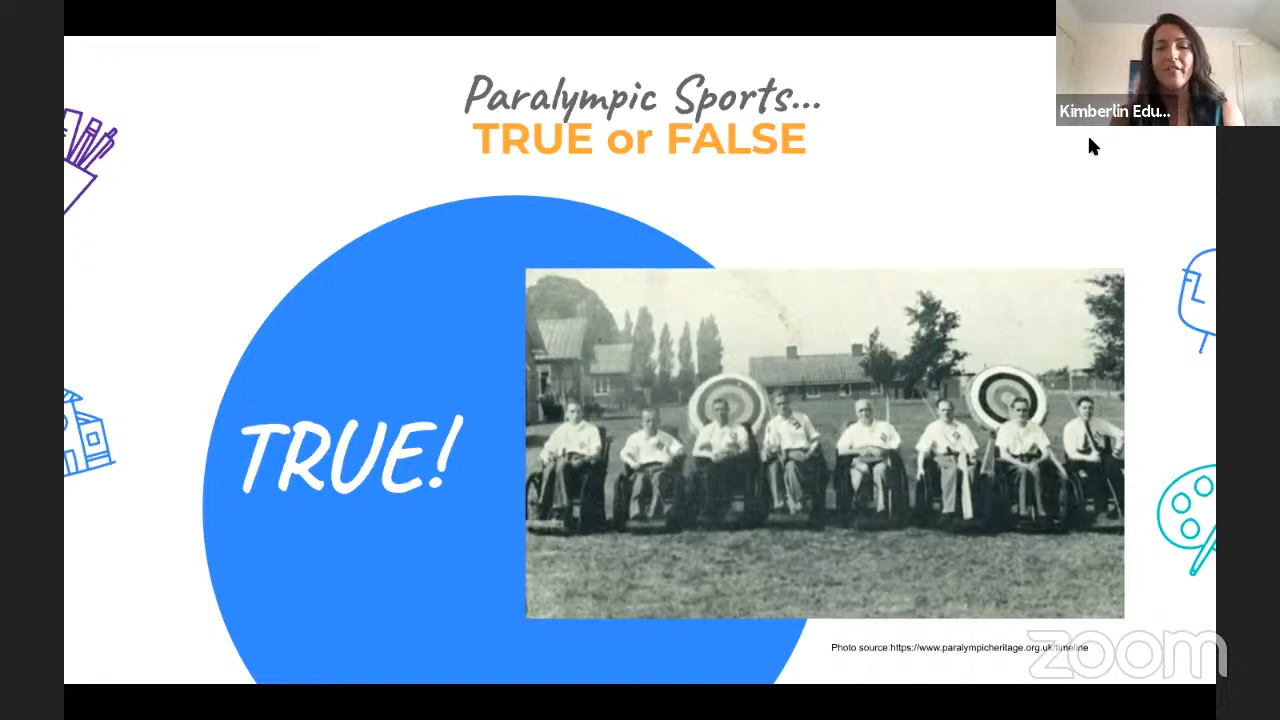 Paralympic Sports...
TRUE or FALSE
Kimberlin Edu...
TRUE!
Photo source:https://www.paralympicheritage.org.uk/timeline
zoom